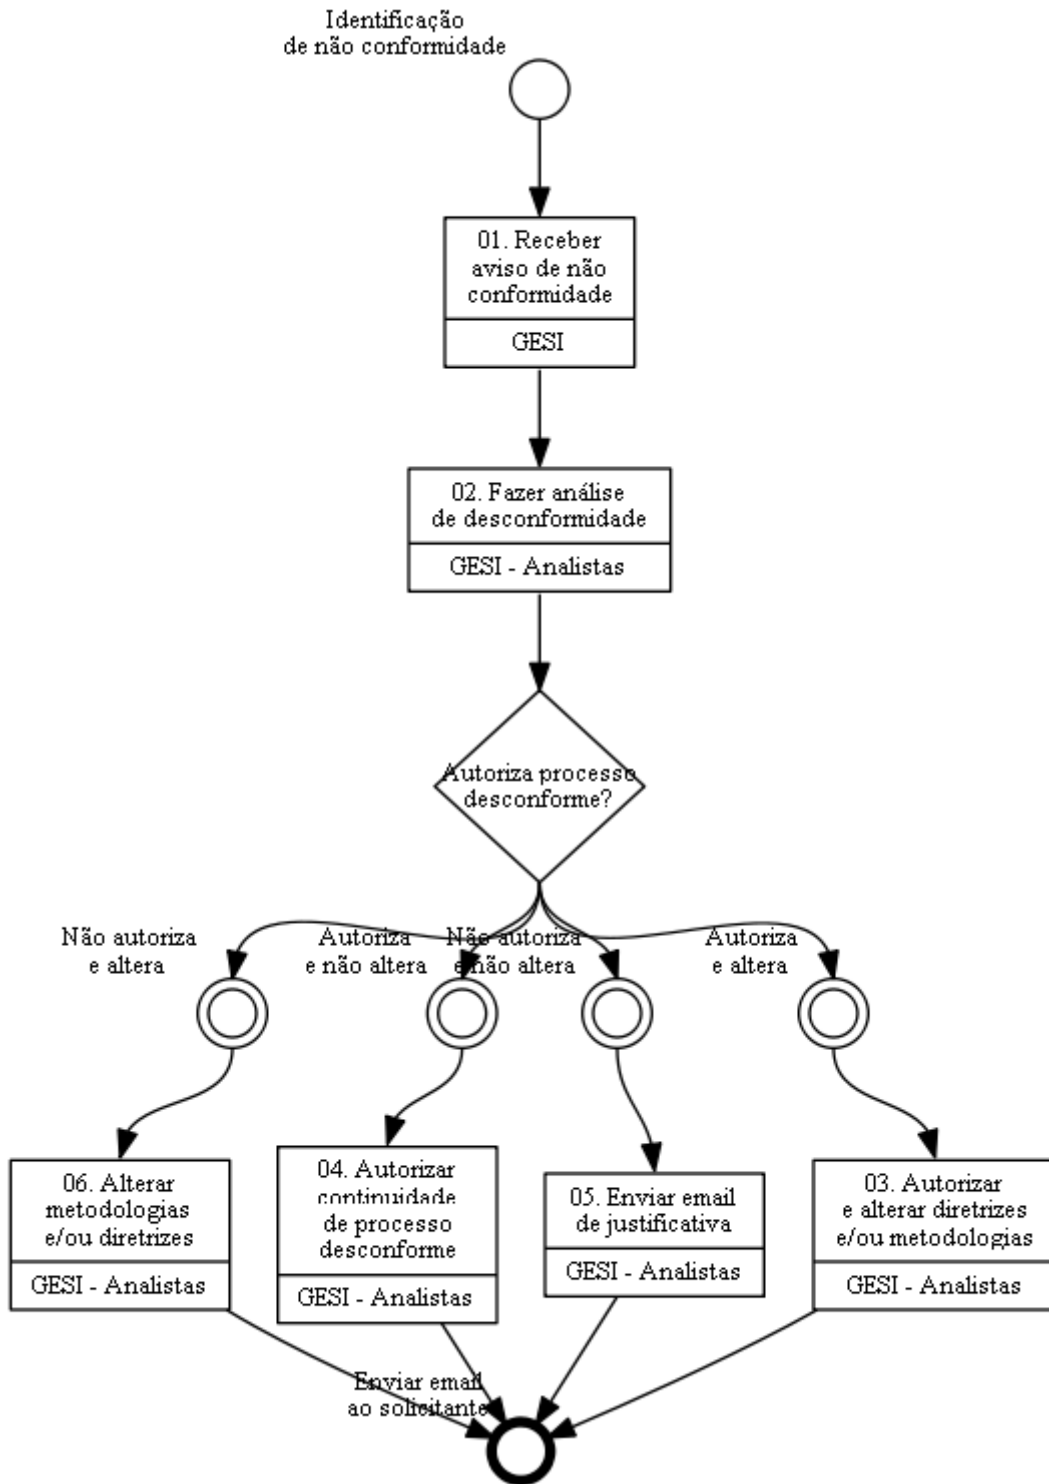 Identificação
de não conformidade
01. Receber
aviso de não
conformidade
GESI
02. Fazer análise
de desconformidade
GESI - Analistas
Autoriza processo
desconforme?
Não autoriza
e altera
Autoriza
e não altera
Não autoriza
e não altera
Autoriza
e altera
06. Alterar
metodologias
e/ou diretrizes
GESI - Analistas
04. Autorizar
continuidade
de processo
desconforme
GESI - Analistas
05. Enviar email
de justificativa
GESI - Analistas
03. Autorizar
e alterar diretrizes
e/ou metodologias
GESI - Analistas
Enviar email
ao solicitante